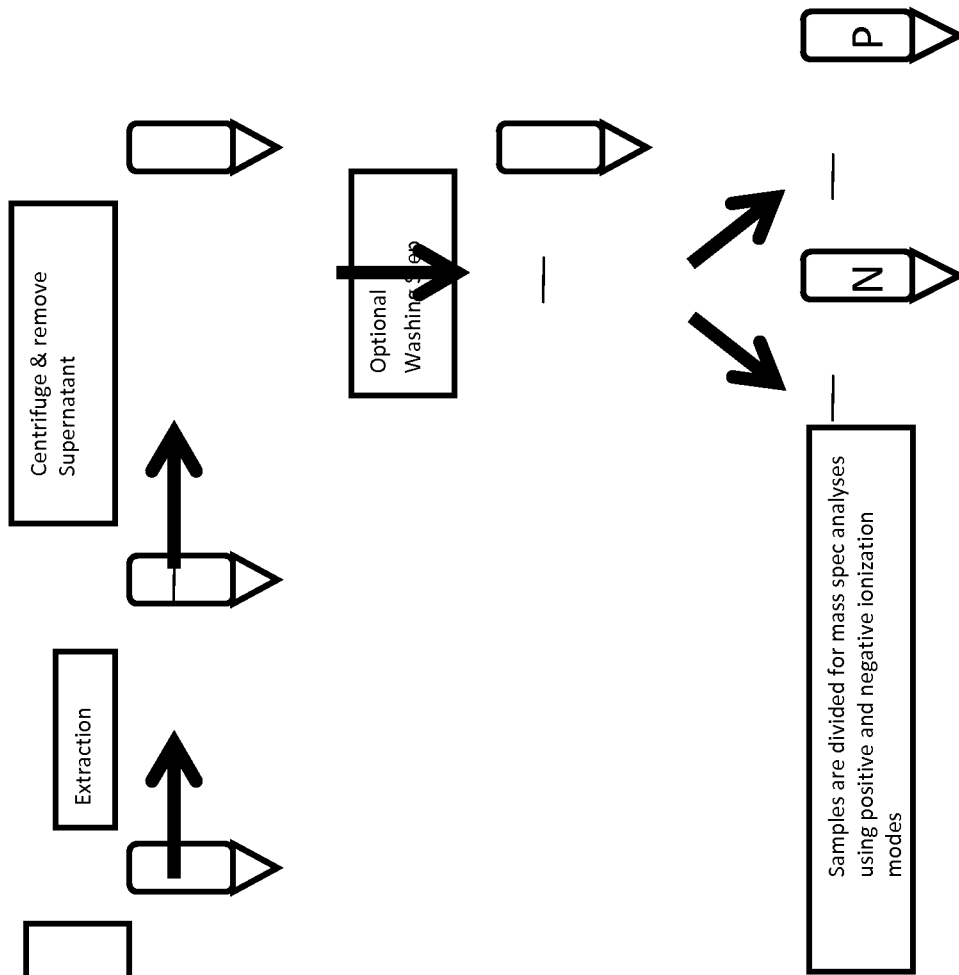 Extraction
Centrifuge & remove
Supernatant
Optional
Washing Step
N
P
Samples are divided for mass spec analyses
using positive and negative ionization
modes